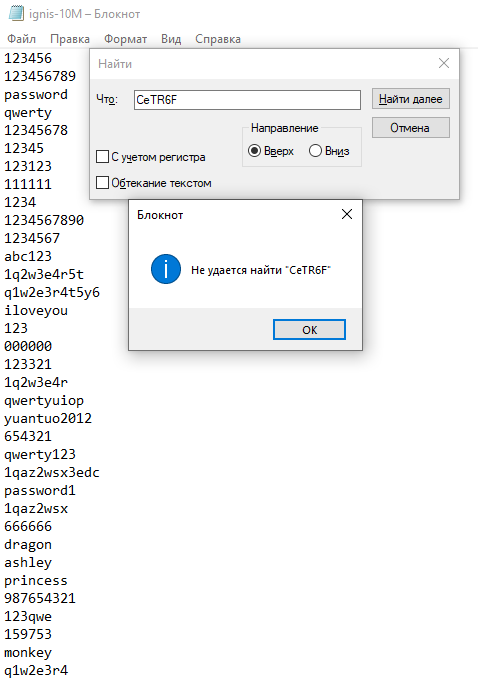 ignis-10M – Блокнот
Файл Правка Формат Вид Справка
123456
123456789
password
qwerty
12345678
12345
123123
111111
1234
1234567890
1234567
abc123
1q2w3e4r5t
q1w2e3r4t5y6
iloveyou
123
000000
123321
1q2w3e4r
qwertyuiop
yuantuo2012
654321
qwerty123
1qaz2wsx3edc
password1
1qaz2wsx
666666
dragon
ashley
princess
987654321
123qwe
159753
monkey
q1w2e3r4
Найти
Что: CeTR6F Найти далее
Направление Отмена
С учетом регистра Вверх Вниз
Обтекание текстом
Блокнот
Не удается найти "CeTR6F"
OK